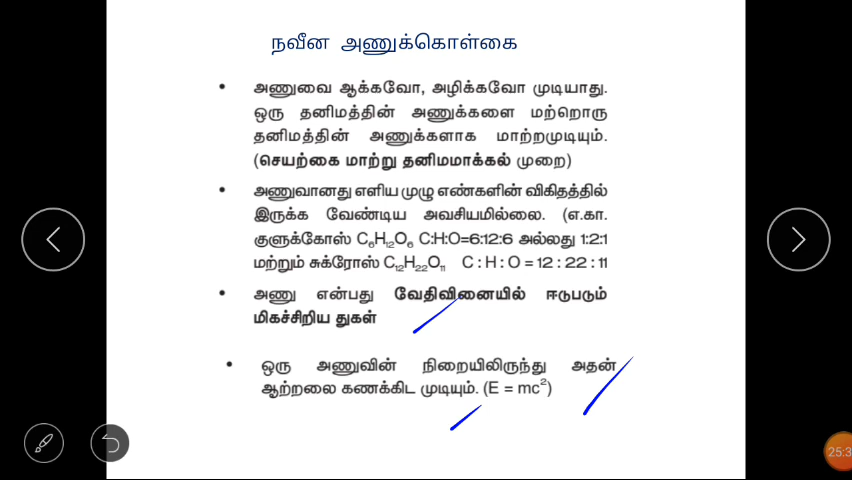 நவீன அணுக்கொள்கை
• அணுவை ஆக்கவோ, அழிக்கவோ முடியாது.
ஒரு தனிமத்தின் அணுக்களை மற்றொரு
தனிமத்தின் அணுக்களாக மாற்றமுடியும்.
(செயற்கை மாற்று தனிமமாக்கல் முறை)
• அணுவானது எளிய முழு எண்களின் விகிதத்தில்
இருக்க வேண்டிய அவசியமில்லை. (எ.கா.
குளுக்கோஸ் C₆H₁₂O₆ C:H:O=6:12:6 அல்லது 1:2:1
மற்றும் சுக்ரோஸ் C₁₂H₂₂O₁₁ C : H : O = 12 : 22 : 11
• அணு என்பது வேதிவினையில் ஈடுபடும்
மிகச்சிறிய துகள்
• ஒரு அணுவின் நிறையிலிருந்து அதன்
ஆற்றலை கணக்கிட முடியும். (E = mc²)
25:3